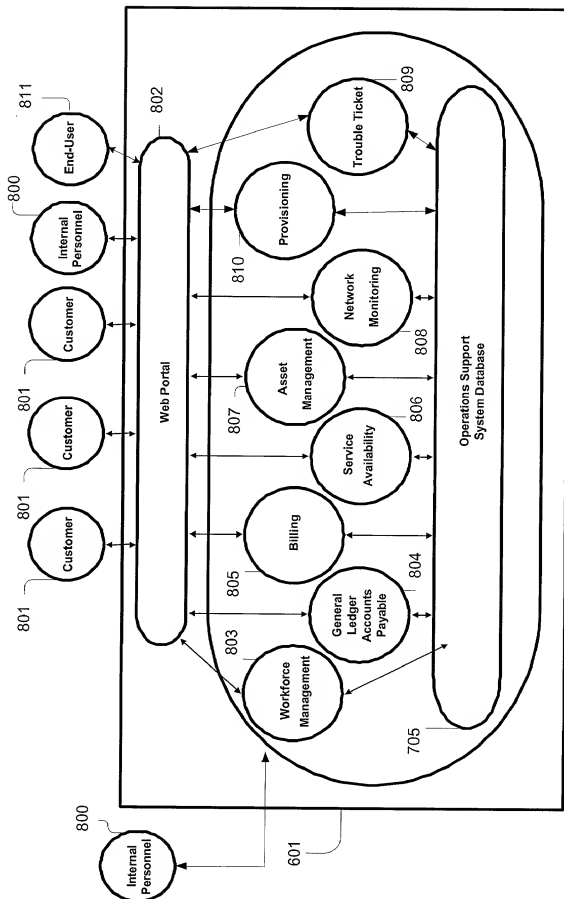 811
End-User
800
Internal
Personnel
801
Customer
801
Customer
801
Customer
800
Internal
Personnel
802
Web Portal
803
Workforce
Management
804
General
Ledger
Accounts
Payable
805
Billing
806
Service
Availability
807
Asset
Management
808
Network
Monitoring
810
Provisioning
809
Trouble Ticket
705
Operations Support
System Database
601